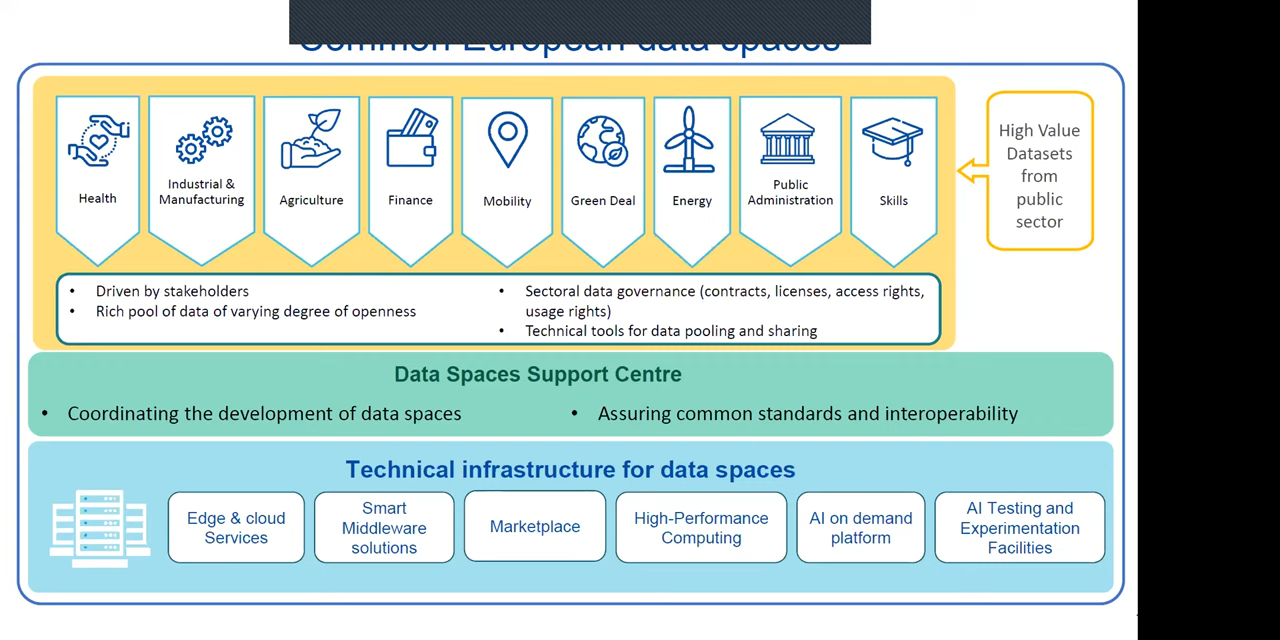 Common European data spaces
Health
Industrial &
Manufacturing
Agriculture
Finance
Mobility
Green Deal
Energy
Public
Administration
Skills
High Value
Datasets
from
public
sector
• Driven by stakeholders
• Rich pool of data of varying degree of openness
• Sectoral data governance (contracts, licenses, access rights,
usage rights)
• Technical tools for data pooling and sharing
Data Spaces Support Centre
• Coordinating the development of data spaces
• Assuring common standards and interoperability
Technical infrastructure for data spaces
Edge & cloud
Services
Smart
Middleware
solutions
Marketplace
High-Performance
Computing
AI on demand
platform
AI Testing and
Experimentation
Facilities